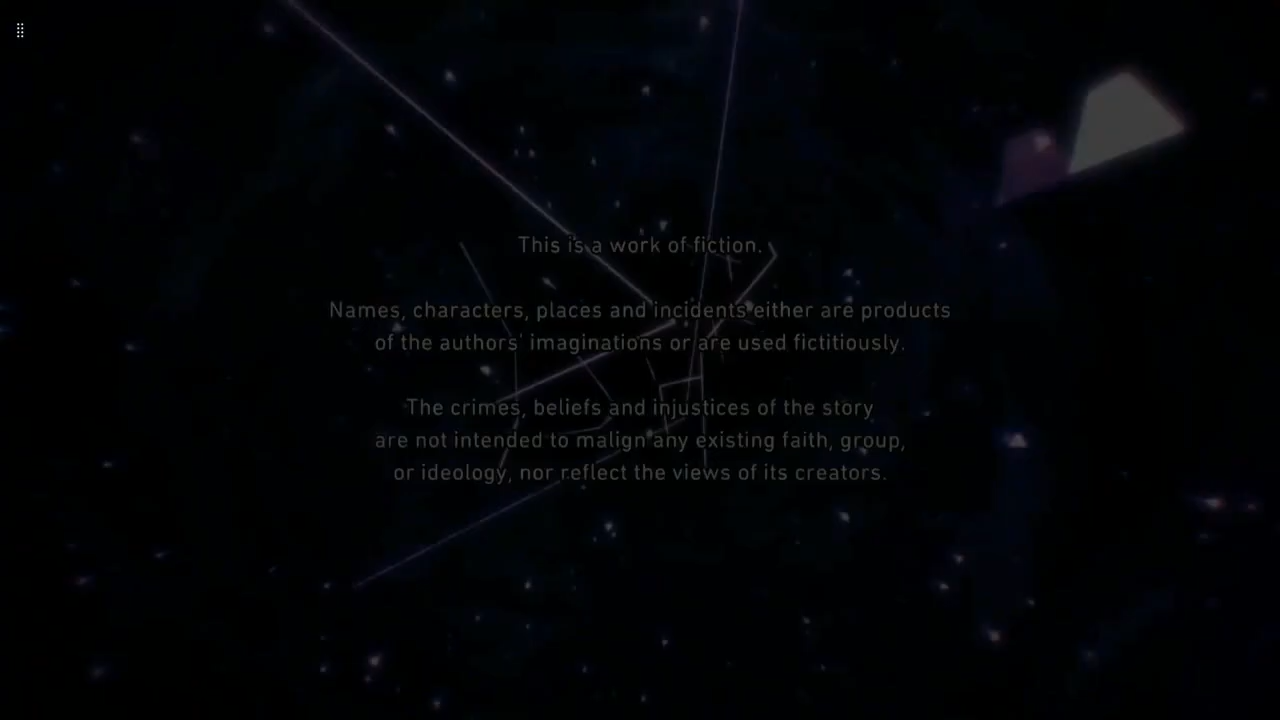 This is a work of fiction.
Names, characters, places and incidents either are products
of the authors' imaginations or are used fictitiously.
The crimes, beliefs and injustices of the story
are not intended to malign any existing faith, group,
or ideology, nor reflect the views of its creators.